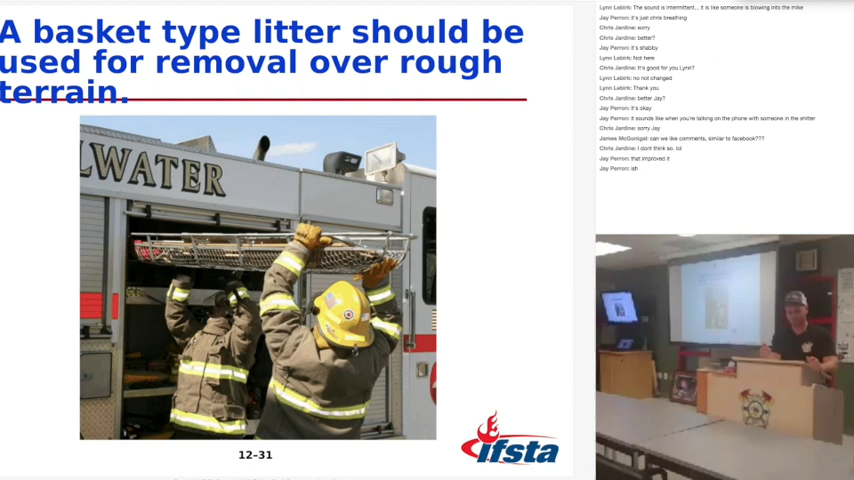 A basket type litter should be
used for removal over rough
terrain.
LWATER
12–31
ifsta
Lynn Labirk: The sound is intermittent... it is like someone is blowing into the mike
Jay Perron: it's just chris breathing
Chris Jardine: sorry
Chris Jardine: better?
Jay Perron: it's shabby
Lynn Labirk: Not here
Chris Jardine: It's good for you Lynn?
Lynn Labirk: no not changed
Lynn Labirk: Thank you
Chris Jardine: better Jay?
Jay Perron: it's okay
Jay Perron: it sounds like when you're talking on the phone with someone in the shitter
Chris Jardine: sorry Jay
James McGonigal: can we like comments, similar to facebook???
Chris Jardine: I dont think so. lol
Jay Perron: that improved it
Jay Perron: ish